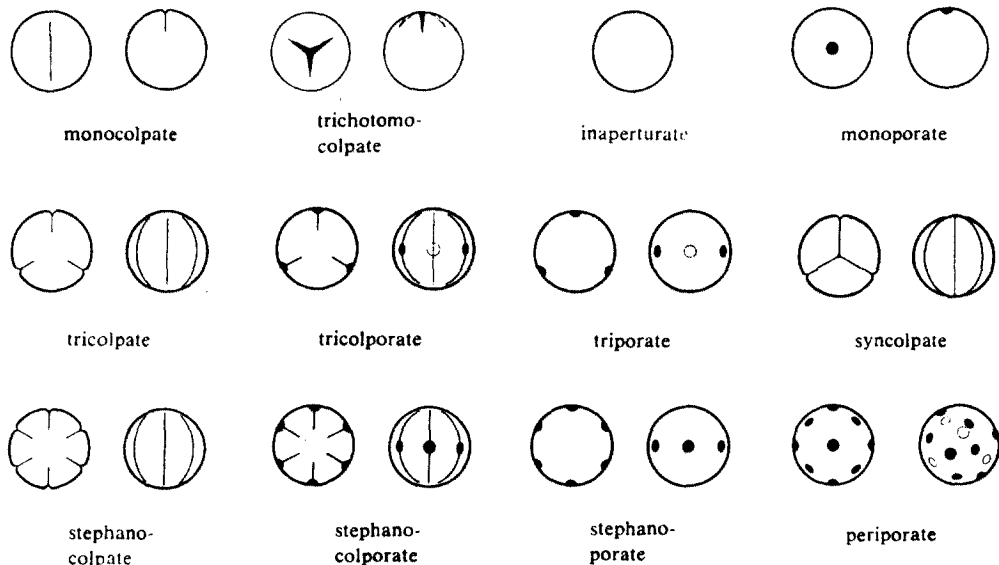 monocolpate
trichotomo-
colpate
inaperturate
monoporate
tricolpate
tricolporate
triporate
syncolpate
stephano-
colpate
stephano-
colporate
stephano-
porate
periporate